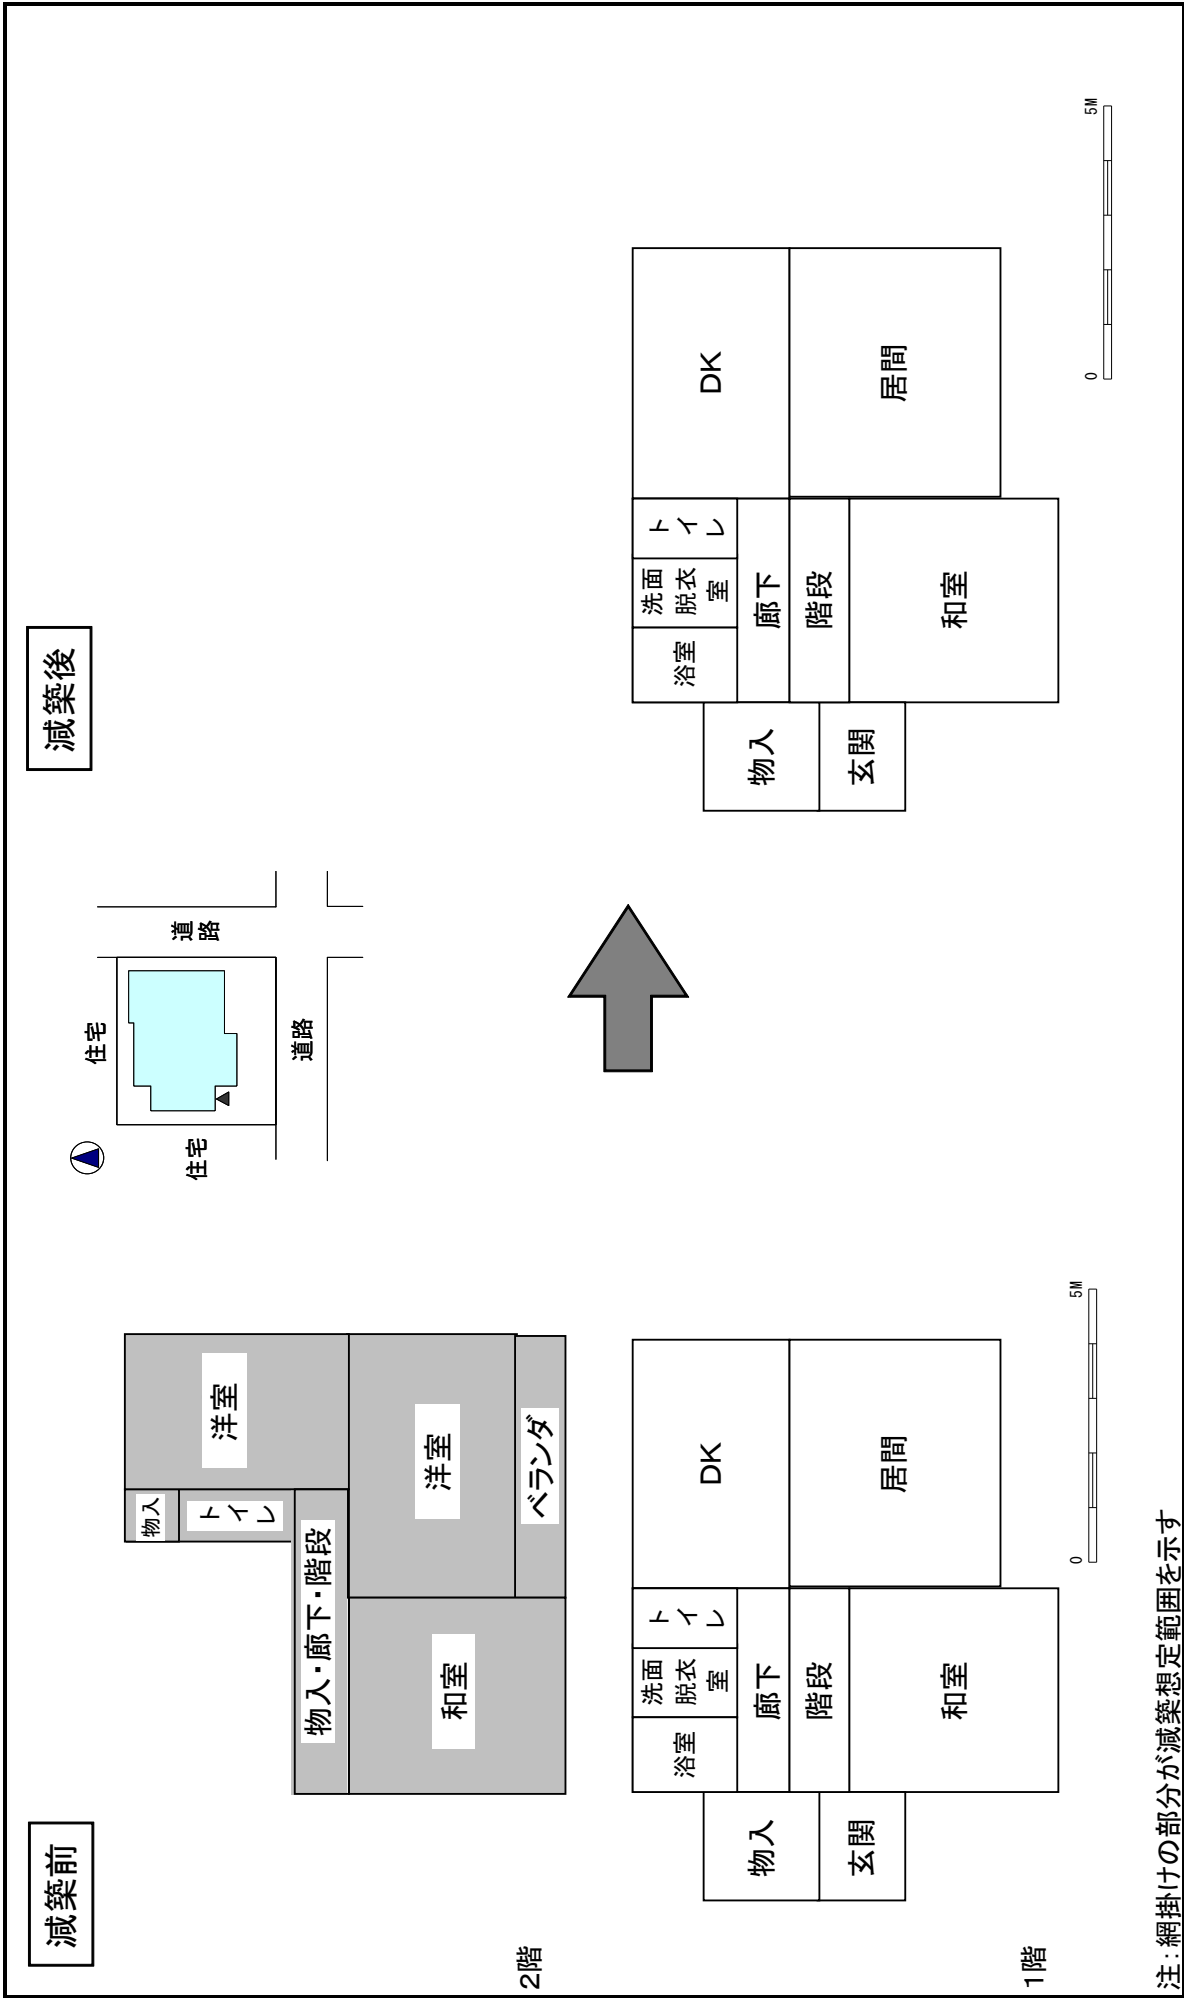 減築前
2階
物入
トイレ
洋室
物入・廊下・階段
和室
洋室
ベランダ
1階
物入
玄関
浴室
洗面
脱衣
室
トイレ
廊下
階段
和室
DK
居間
0
5M
住宅
住宅
道路
道路
減築後
物入
玄関
浴室
洗面
脱衣
室
トイレ
廊下
階段
和室
DK
居間
0
5M
注：網掛けの部分が減築想定範囲を示す